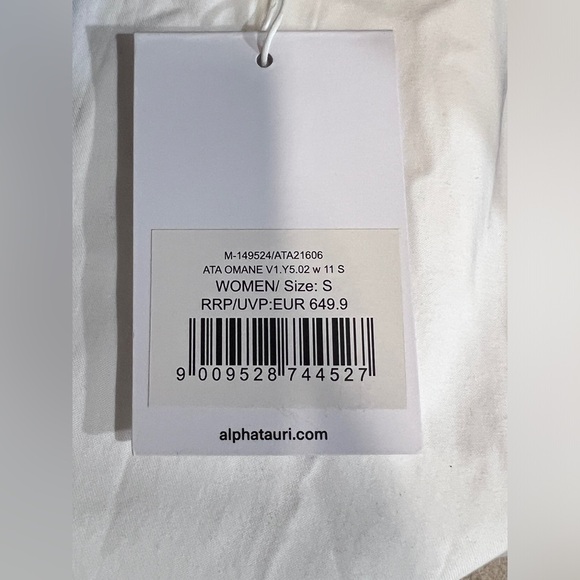 M-149524/ATA21606
ATA OMANE V1.Y5.02 w 11 S
WOMEN/ Size: S
RRP/UVP:EUR 649.9
9 009528 744527
alphatauri.com